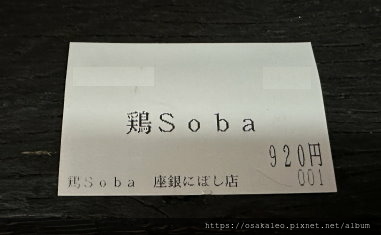 鶏Soba
920円
鶏Soba 座銀にぼし店
001
https://osakaleo.pixnet.net/album